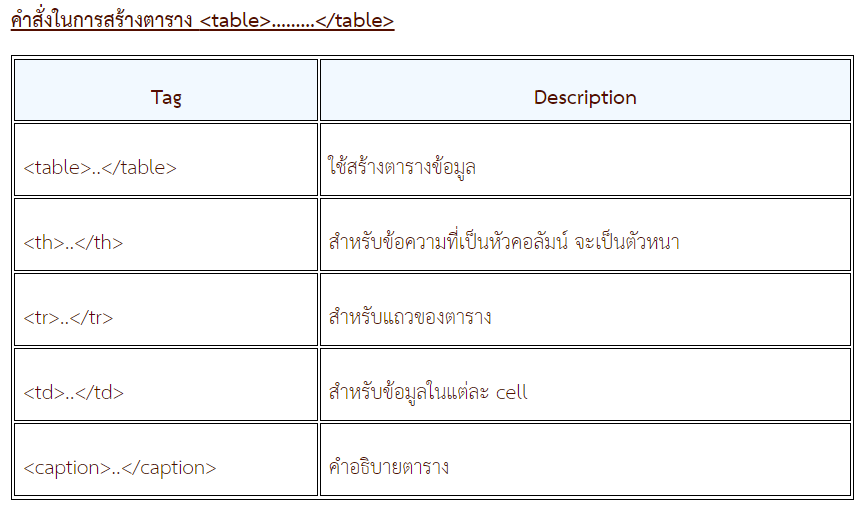 คำสั่งในการสร้างตาราง <table>.........</table>
Tag Description
<table>..</table> ใช้สร้างตารางข้อมูล
<th>..</th> สำหรับข้อความที่เป็นหัวคอลัมน์ จะเป็นตัวหนา
<tr>..</tr> สำหรับแถวของตาราง
<td>..</td> สำหรับข้อมูลในแต่ละ cell
<caption>..</caption> คำอธิบายตาราง